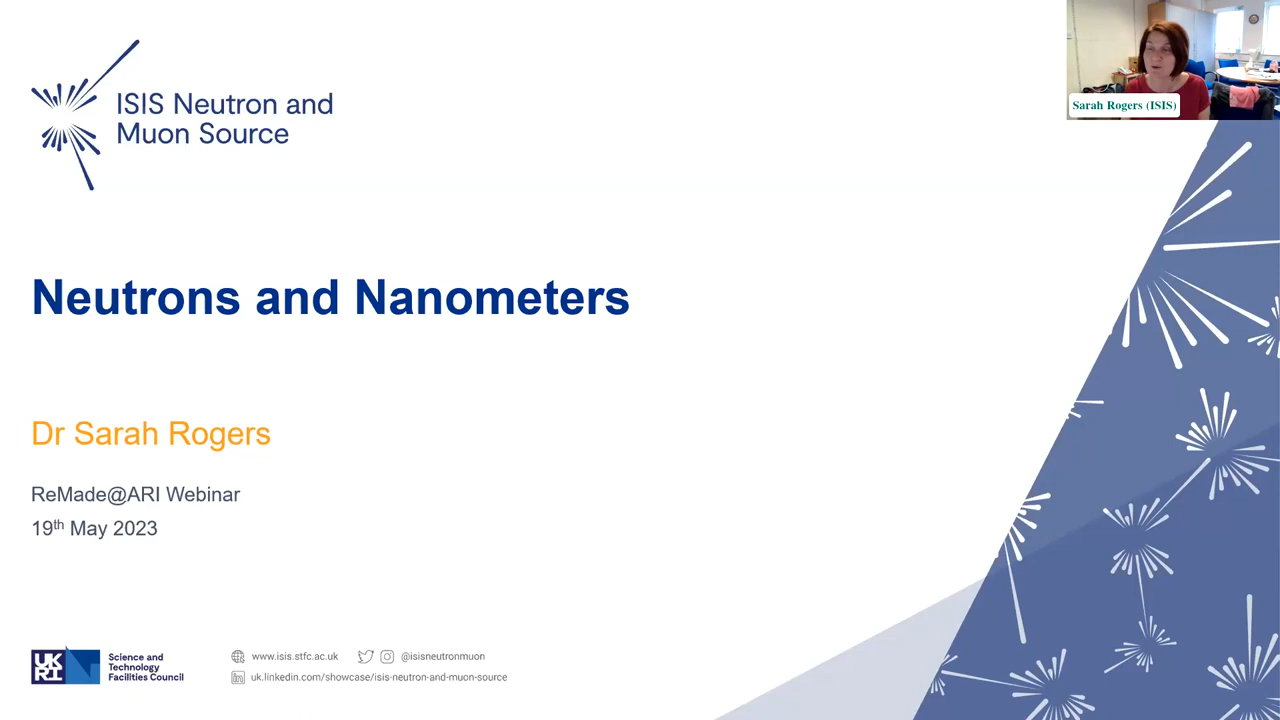 ISIS Neutron and
Muon Source
Sarah Rogers (ISIS)
Neutrons and Nanometers
Dr Sarah Rogers
ReMade@ARI Webinar
19th May 2023
UK
RI
Science and
Technology
Facilities Council
www.isis.stfc.ac.uk
@isisneutronmuon
uk.linkedin.com/showcase/isis-neutron-and-muon-source